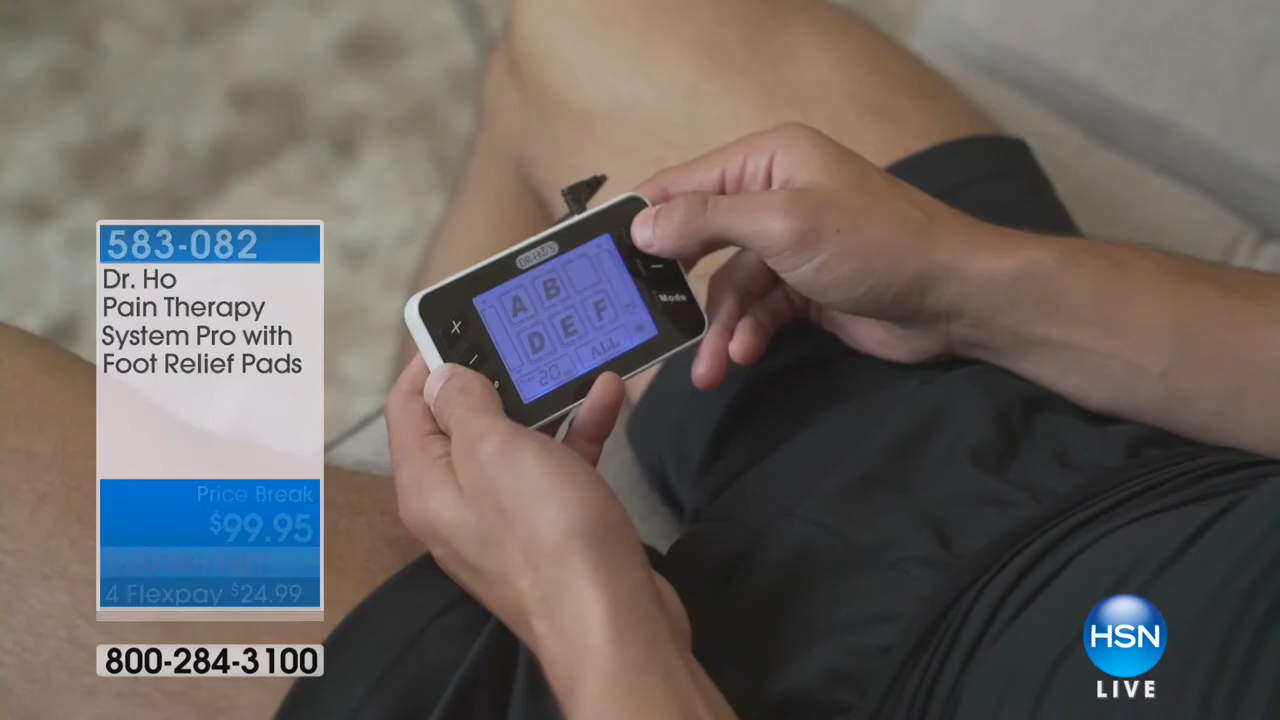 583-082
Dr. Ho
Pain Therapy
System Pro with
Foot Relief Pads
Price Break
$99.95
4 Flexpay $24.99
800-284-3100
DR-HO'S
A B
D E F
20
ALL
Mode
HSN
LIVE